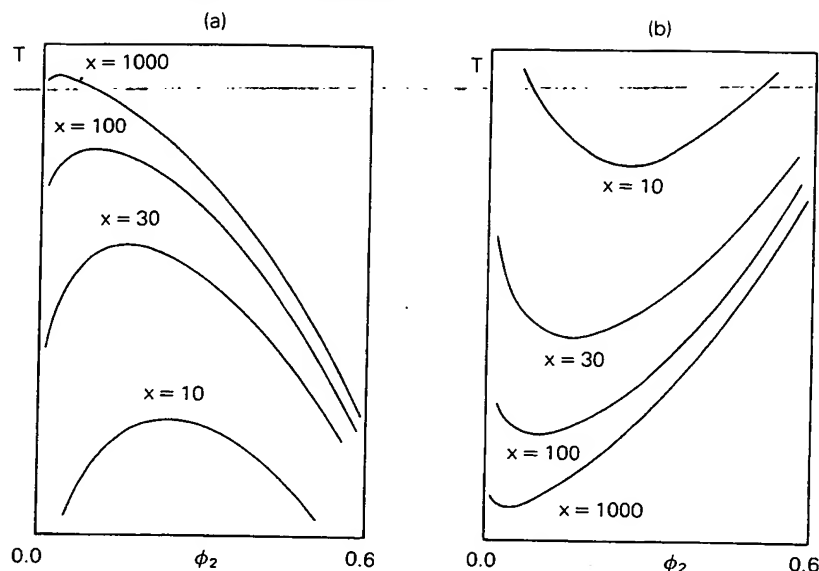 (a)
T
x = 1000
x = 100
x = 30
x = 10
0.0
ϕ₂
0.6
(b)
T
x = 10
x = 30
x = 100
x = 1000
0.0
ϕ₂
0.6